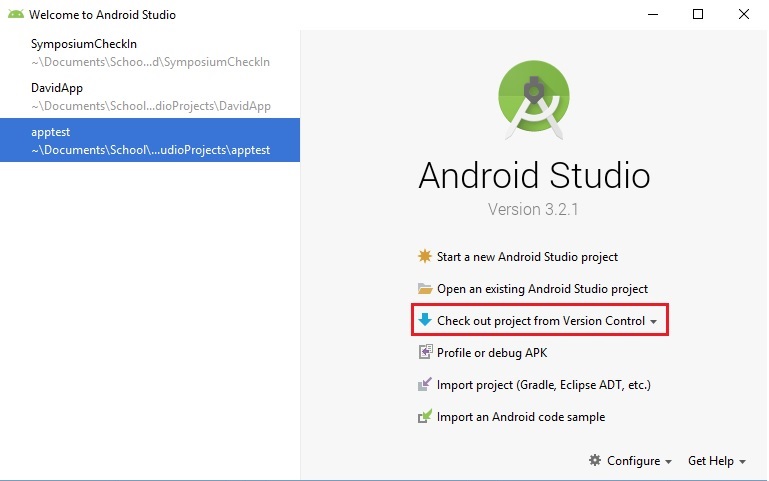 Welcome to Android Studio
SymposiumCheckIn
~\Documents\Schoo...d\SymposiumCheckIn
DavidApp
~\Documents\School...dioProjects\DavidApp
apptest
~\Documents\School\...udioProjects\apptest
Android Studio
Version 3.2.1
Start a new Android Studio project
Open an existing Android Studio project
Check out project from Version Control
Profile or debug APK
Import project (Gradle, Eclipse ADT, etc.)
Import an Android code sample
Configure
Get Help